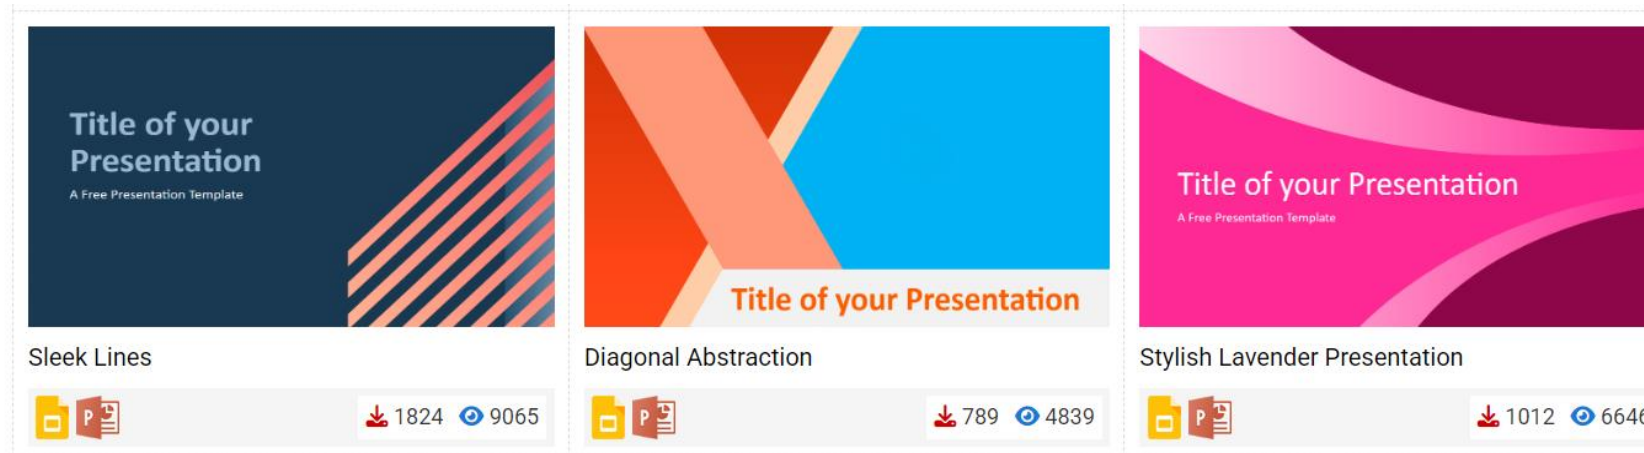 Title of your
Presentation
A Free Presentation Template
Sleek Lines
P
1824 9065
Title of your Presentation
Diagonal Abstraction
P
789 4839
Title of your Presentation
A Free Presentation Template
Stylish Lavender Presentation
P
1012 6646